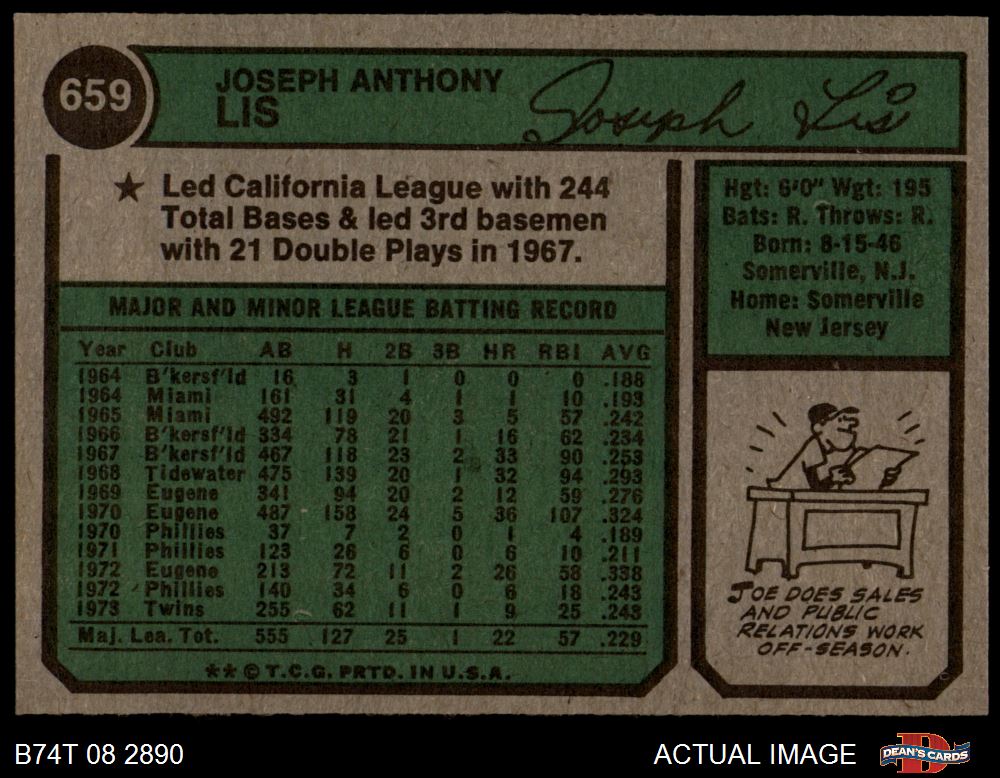 659
JOSEPH ANTHONY
LIS
Joseph Lis
★ Led California League with 244
Total Bases & led 3rd basemen
with 21 Double Plays in 1967.
Hgt: 6'0" Wgt: 195
Bats: R. Throws: R.
Born: 8-15-46
Somerville, N.J.
Home: Somerville
New Jersey
MAJOR AND MINOR LEAGUE BATTING RECORD
Year Club AB H 2B 3B HR RBI AVG
1964 B'kersf'ld 16 3 1 0 0 0 .188
1964 Miami 161 31 4 1 1 10 .193
1965 Miami 492 119 20 3 5 57 .242
1966 B'kersf'ld 334 78 21 1 16 62 .234
1967 B'kersf'ld 467 118 23 2 33 90 .253
1968 Tidewater 475 139 20 1 32 94 .293
1969 Eugene 341 94 20 2 12 59 .276
1970 Eugene 487 158 24 5 36 107 .324
1970 Phillies 37 7 2 0 1 4 .189
1971 Phillies 123 26 6 0 6 10 .211
1972 Eugene 213 72 11 2 26 58 .338
1972 Phillies 140 34 6 0 6 18 .243
1973 Twins 255 62 11 1 9 25 .243
Maj. Lea. Tot. 555 127 25 1 22 57 .229
** © T.C.G. PRTD. IN U.S.A.
JOE DOES SALES
AND PUBLIC
RELATIONS WORK
OFF-SEASON.
B74T 08 2890
ACTUAL IMAGE
D
DEAN'S CARDS